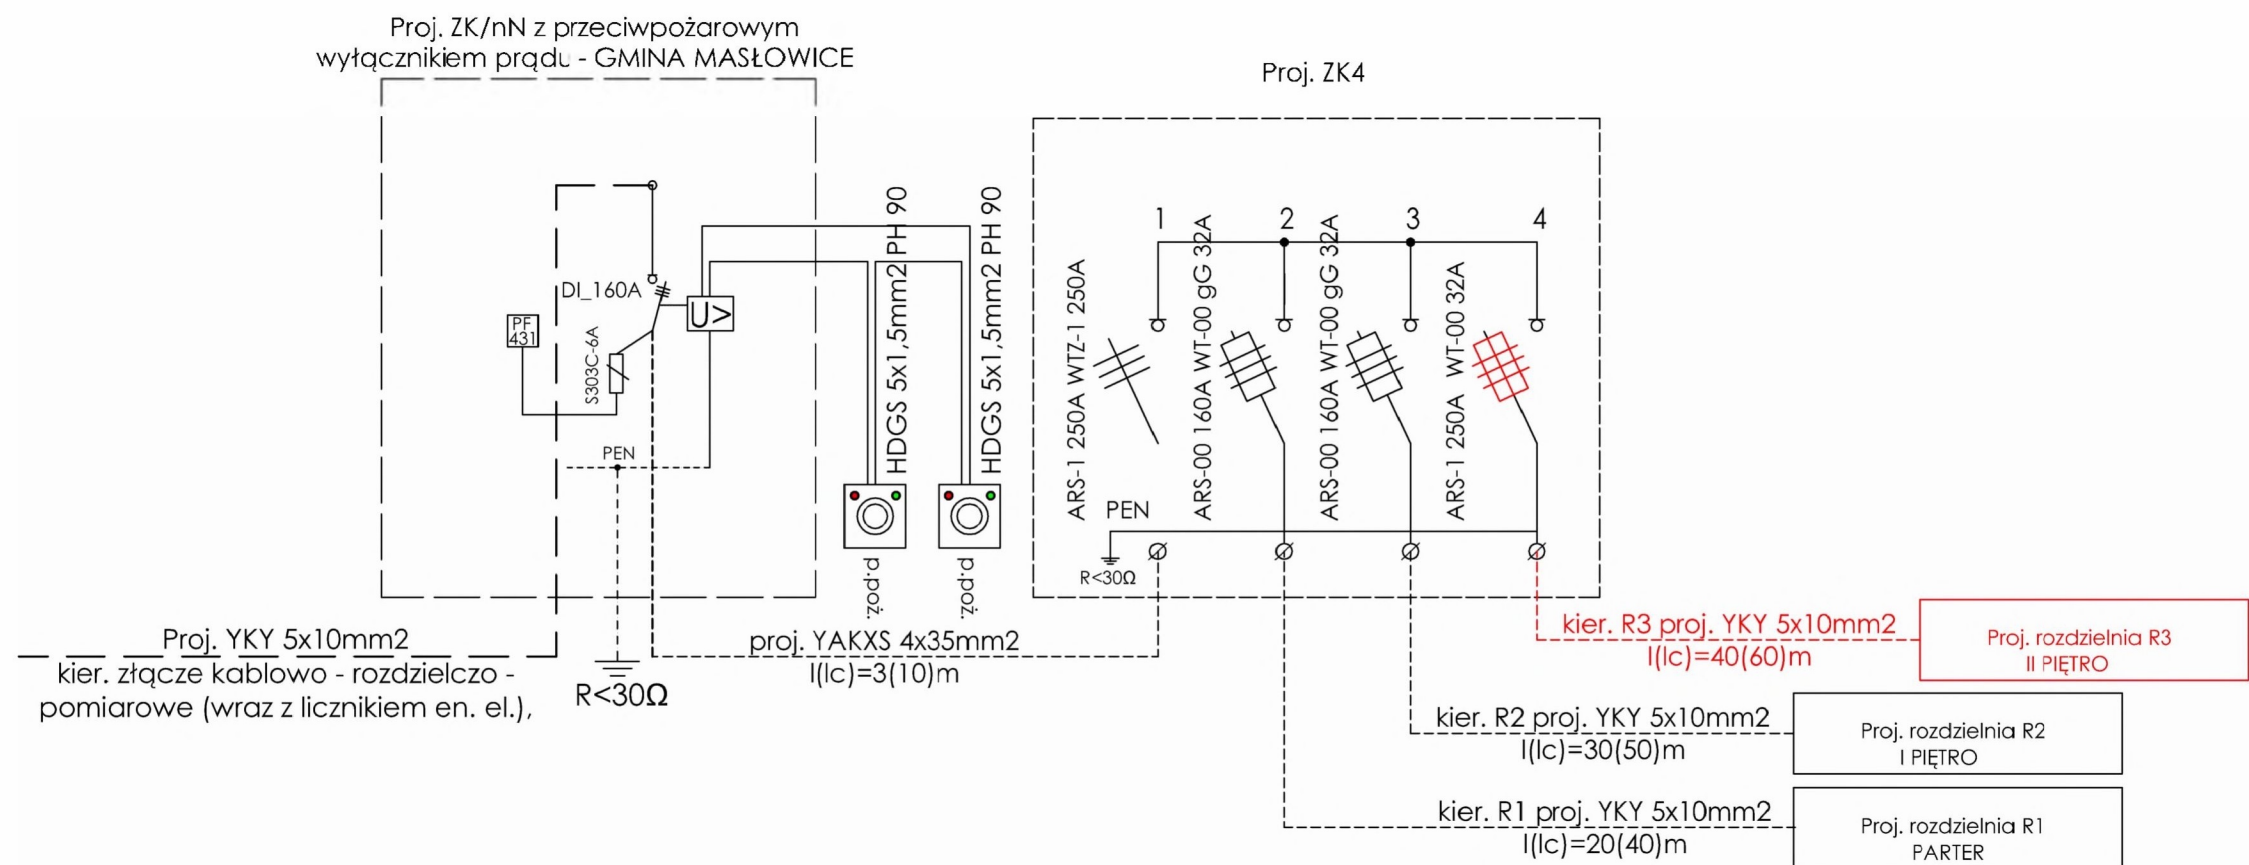 Proj. ZK/nN z przeciwpożarowym
wyłącznikiem prądu - GMINA MASŁOWICE
DI_160A
PF
431
S303C-6A
U>
PEN
HDGS 5x1,5mm2 PH 90
HDGS 5x1,5mm2 PH 90
p.poż.
p.poż.
Proj. YKY 5x10mm2
kier. złącze kablowo - rozdzielczo -
pomiarowe (wraz z licznikiem en. el.),
R<30Ω
proj. YAKXS 4x35mm2
l(lc)=3(10)m
Proj. ZK4
1
2
3
4
ARS-1 250A WTZ-1 250A
ARS-00 160A WT-00 gG 32A
ARS-00 160A WT-00 gG 32A
ARS-1 250A WT-00 32A
PEN
R<30Ω
kier. R3 proj. YKY 5x10mm2
l(lc)=40(60)m
Proj. rozdzielnia R3
II PIĘTRO
kier. R2 proj. YKY 5x10mm2
l(lc)=30(50)m
Proj. rozdzielnia R2
I PIĘTRO
kier. R1 proj. YKY 5x10mm2
l(lc)=20(40)m
Proj. rozdzielnia R1
PARTER